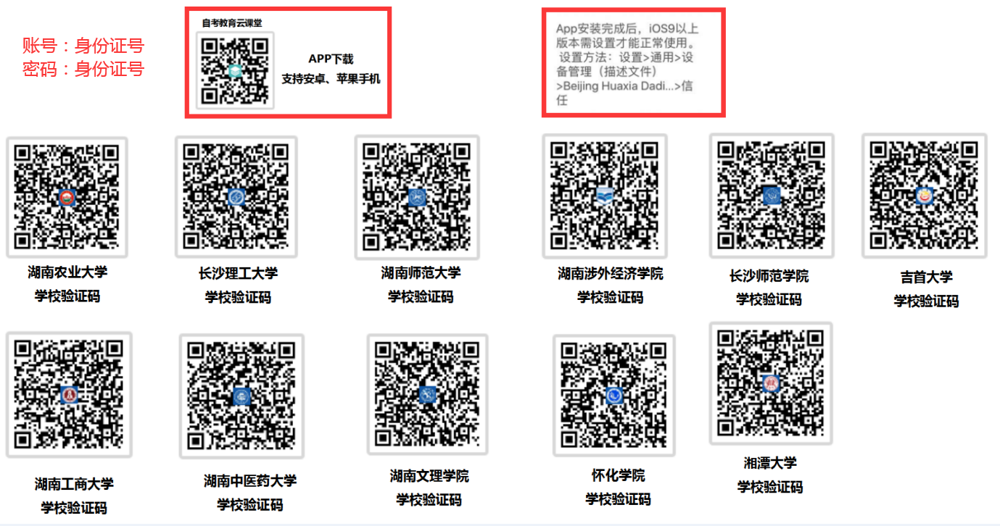 账号：身份证号
密码：身份证号
自考教育云课堂
APP下载
支持安卓、苹果手机
App安装完成后，iOS9以上
版本需设置才能正常使用。
设置方法：设置>通用>设
备管理（描述文件）
>Beijing Huaxia Dadi...>信
任
湖南农业大学
学校验证码
长沙理工大学
学校验证码
湖南师范大学
学校验证码
湖南涉外经济学院
学校验证码
长沙师范学院
学校验证码
吉首大学
学校验证码
湖南工商大学
学校验证码
湖南中医药大学
学校验证码
湖南文理学院
学校验证码
怀化学院
学校验证码
湘潭大学
学校验证码